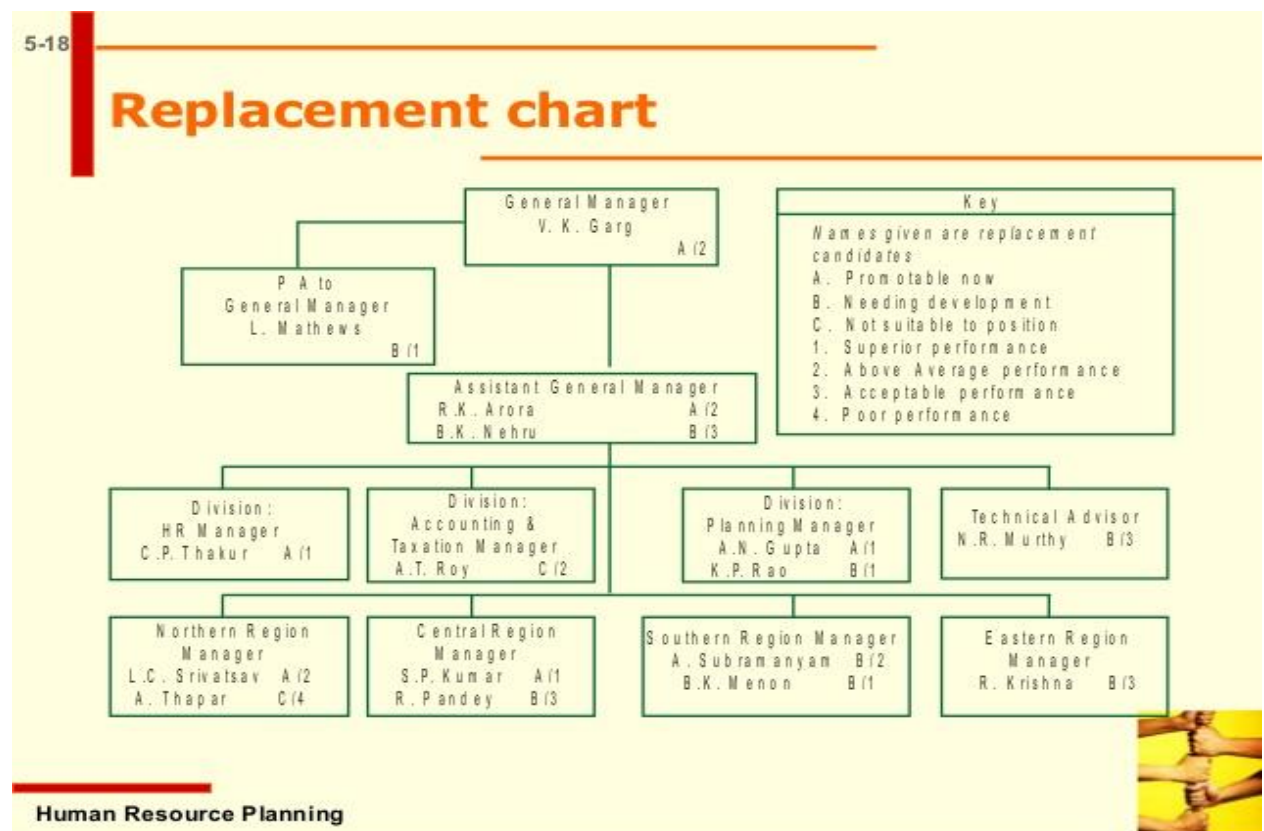 5-18
Replacement chart
General Manager
V. K. Garg
A /2
P A to
General Manager
L. Mathews
B /1
Key
Names given are replacement
candidates
A. Promotable now
B. Needing development
C. Not suitable to position
1. Superior performance
2. Above Average performance
3. Acceptable performance
4. Poor performance
Assistant General Manager
R.K. Arora A /2
B.K. Nehru B /3
Division:
HR Manager
C.P. Thakur A /1
Division:
Accounting &
Taxation Manager
A.T. Roy C /2
Division:
Planning Manager
A.N. Gupta A /1
K.P. Rao B /1
Technical Advisor
N.R. Murthy B /3
Northern Region
Manager
L.C. Srivatsav A /2
A. Thapar C /4
Central Region
Manager
S.P. Kumar A /1
R. Pandey B /3
Southern Region Manager
A. Subramanyam B /2
B.K. Menon B /1
Eastern Region
Manager
R. Krishna B /3
Human Resource Planning